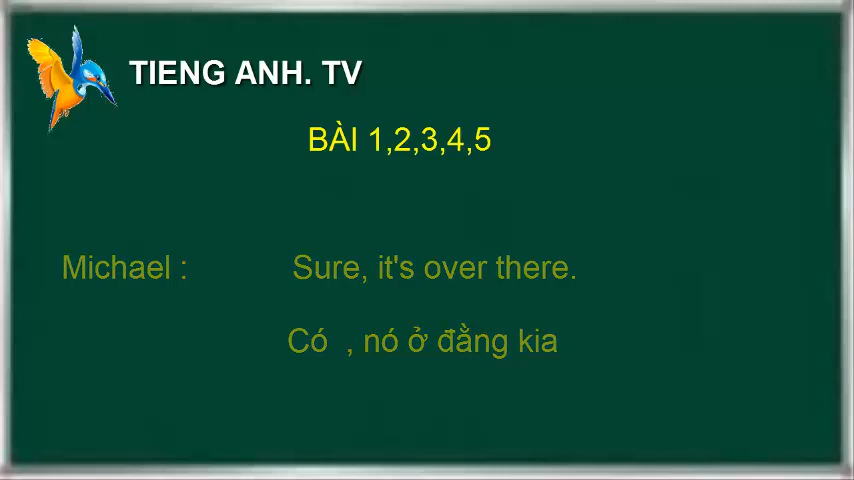 TIENG ANH. TV
BÀI 1,2,3,4,5
Michael : Sure, it's over there.
Có , nó ở đằng kia